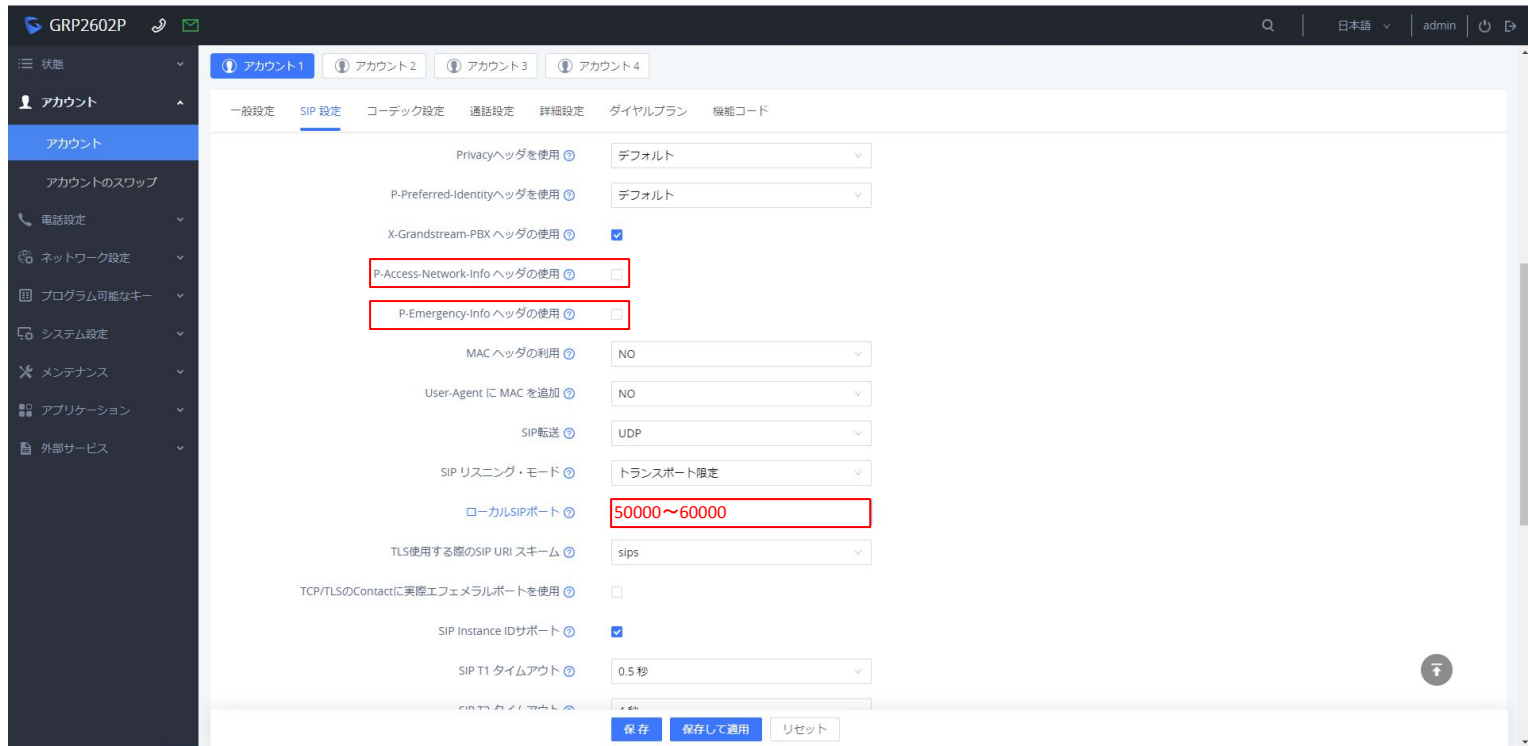 GRP2602P
日本語
admin
状態
アカウント
アカウント
アカウントのスワップ
電話設定
ネットワーク設定
プログラム可能なキー
システム設定
メンテナンス
アプリケーション
外部サービス
アカウント1 アカウント2 アカウント3 アカウント4
一般設定 SIP 設定 コーデック設定 通話設定 詳細設定 ダイヤルプラン 機能コード
Privacyヘッダを使用 デフォルト
P-Preferred-Identityヘッダを使用 デフォルト
X-Grandstream-PBX ヘッダの使用
P-Access-Network-Info ヘッダの使用
P-Emergency-Info ヘッダの使用
MAC ヘッダの利用 NO
User-Agent に MAC を追加 NO
SIP転送 UDP
SIP リスニング・モード トランスポート限定
ローカルSIPポート 50000～60000
TLS使用する際のSIP URI スキーム sips
TCP/TLSのContactに実際エフェメラルポートを使用
SIP Instance IDサポート
SIP T1 タイムアウト 0.5 秒
SIP T2 タイムアウト 4 秒
保存 保存して適用 リセット